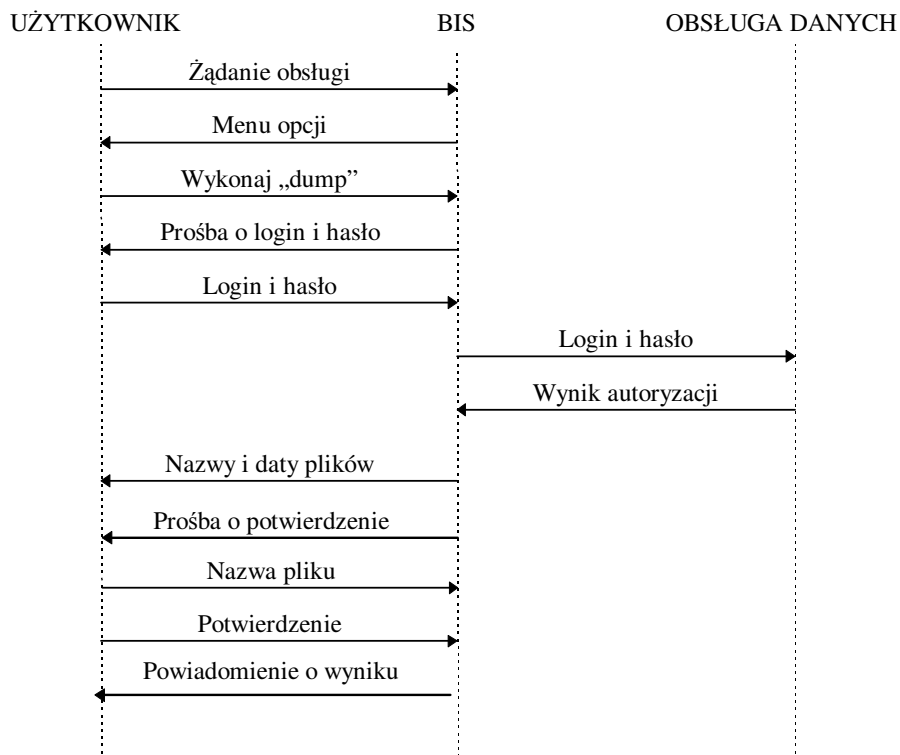 UŻYTKOWNIK
BIS
OBSŁUGA DANYCH
Żądanie obsługi
Menu opcji
Wykonaj „dump”
Prośba o login i hasło
Login i hasło
Login i hasło
Wynik autoryzacji
Nazwy i daty plików
Prośba o potwierdzenie
Nazwa pliku
Potwierdzenie
Powiadomienie o wyniku